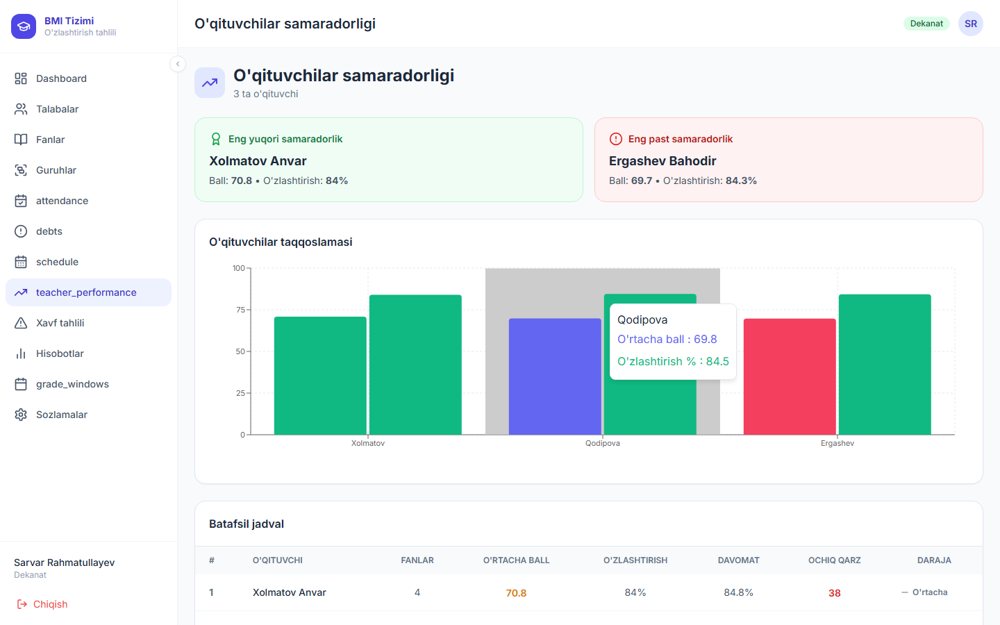 BMI Tizimi
O'zlashtirish tahlili
Dashboard
Talabalar
Fanlar
Guruhlar
attendance
debts
schedule
teacher_performance
Xavf tahlili
Hisobotlar
grade_windows
Sozlamalar
Sarvar Rahmatullayev
Dekanat
Chiqish
O'qituvchilar samaradorligi
Dekanat
SR
O'qituvchilar samaradorligi
3 ta o'qituvchi
Eng yuqori samaradorlik
Xolmatov Anvar
Ball: 70.8 • O'zlashtirish: 84%
Eng past samaradorlik
Ergashev Bahodir
Ball: 69.7 • O'zlashtirish: 84.3%
O'qituvchilar taqqoslamasi
100
75
50
25
0
Qodipova
O'rtacha ball : 69.8
O'zlashtirish % : 84.5
Xolmatov
Qodipova
Ergashev
Batafsil jadval
# O'QITUVCHI FANLAR O'RTACHA BALL O'ZLASHTIRISH DAVOMAT OCHIQ QARZ DARAJA
1 Xolmatov Anvar 4 70.8 84% 84.8% 38 — O'rtacha